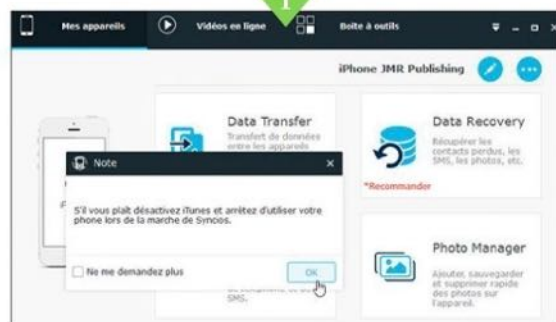 1
Mes appareils
Vidéos en ligne
Boîte à outils
iPhone JMR Publishing
Data Transfer
Transfert de données
entre les appareils
Data Recovery
Récupérer les
contacts perdus, les
SMS, les photos, etc.
*Recommander
Note
S'il vous plaît désactivez iTunes et arrêtez d'utiliser votre
phone lors de la marche de Syncios.
Ne me demandez plus
OK
SMS.
Photo Manager
Ajouter, sauvegarder
et supprimer rapide
des photos sur
l'appareil.